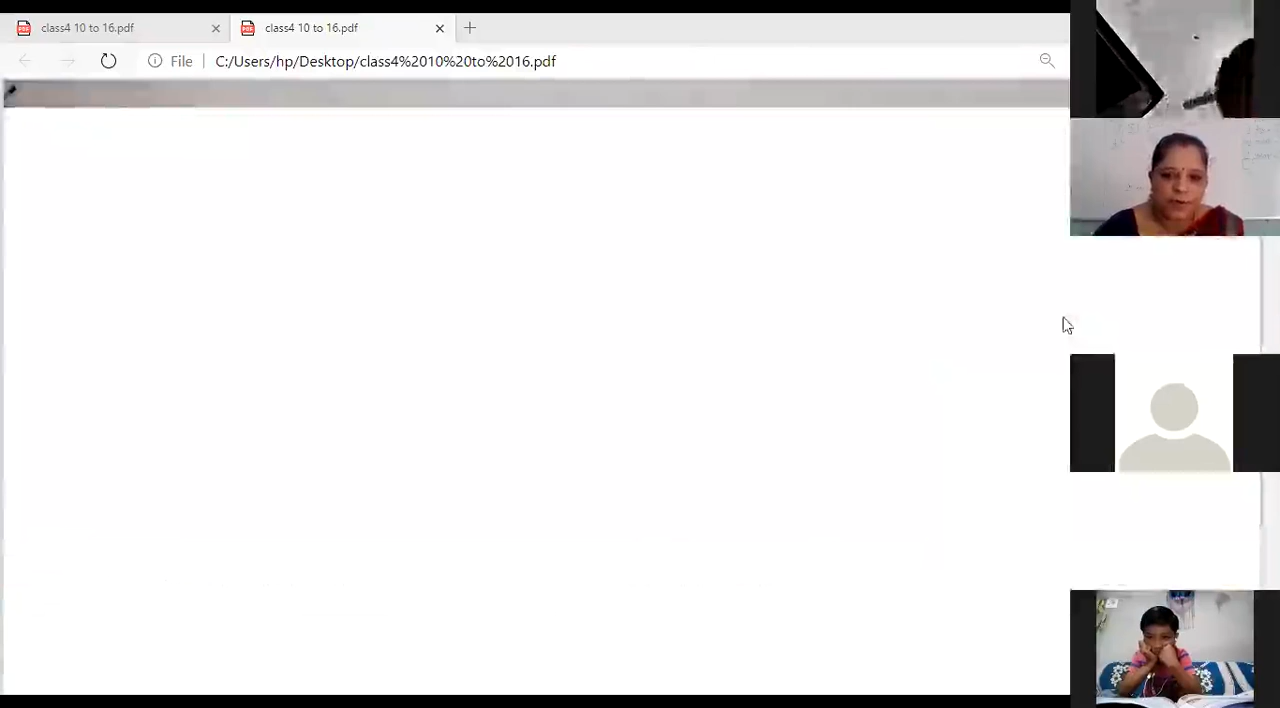 class4 10 to 16.pdf
class4 10 to 16.pdf
File
C:/Users/hp/Desktop/class4%2010%20to%2016.pdf